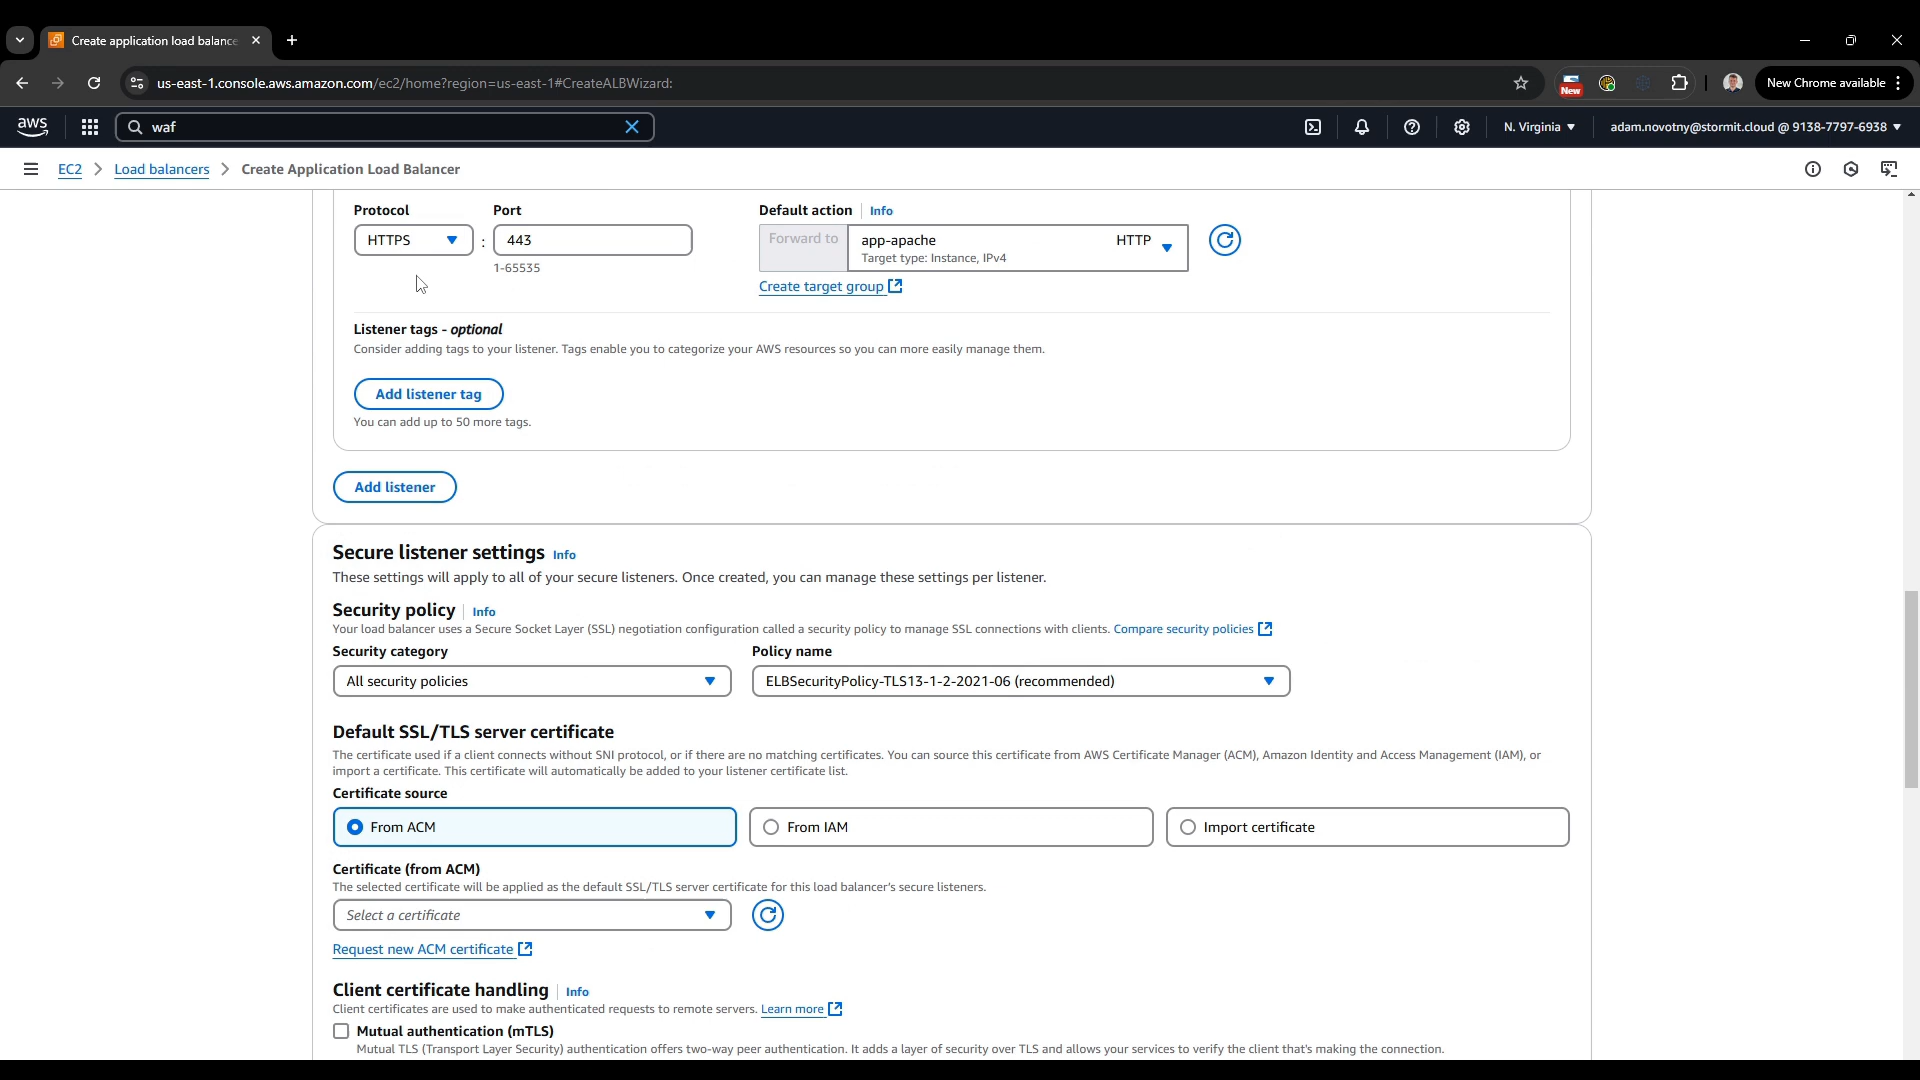 Create application load balance
us-east-1.console.aws.amazon.com/ec2/home?region=us-east-1#CreateALBWizard:
New
New Chrome available
aws
waf
N. Virginia
adam.novotny@stormit.cloud @ 9138-7797-6938
EC2 > Load balancers > Create Application Load Balancer
Protocol
Port
Default action
Info
HTTPS
:
443
Forward to
app-apache
HTTP
Target type: Instance, IPv4
1-65535
Create target group
Listener tags - optional
Consider adding tags to your listener. Tags enable you to categorize your AWS resources so you can more easily manage them.
Add listener tag
You can add up to 50 more tags.
Add listener
Secure listener settings Info
These settings will apply to all of your secure listeners. Once created, you can manage these settings per listener.
Security policy Info
Your load balancer uses a Secure Socket Layer (SSL) negotiation configuration called a security policy to manage SSL connections with clients. Compare security policies
Security category
Policy name
All security policies
ELBSecurityPolicy-TLS13-1-2-2021-06 (recommended)
Default SSL/TLS server certificate
The certificate used if a client connects without SNI protocol, or if there are no matching certificates. You can source this certificate from AWS Certificate Manager (ACM), Amazon Identity and Access Management (IAM), or
import a certificate. This certificate will automatically be added to your listener certificate list.
Certificate source
From ACM
From IAM
Import certificate
Certificate (from ACM)
The selected certificate will be applied as the default SSL/TLS server certificate for this load balancer's secure listeners.
Select a certificate
Request new ACM certificate
Client certificate handling Info
Client certificates are used to make authenticated requests to remote servers. Learn more
Mutual authentication (mTLS)
Mutual TLS (Transport Layer Security) authentication offers two-way peer authentication. It adds a layer of security over TLS and allows your services to verify the client that's making the connection.